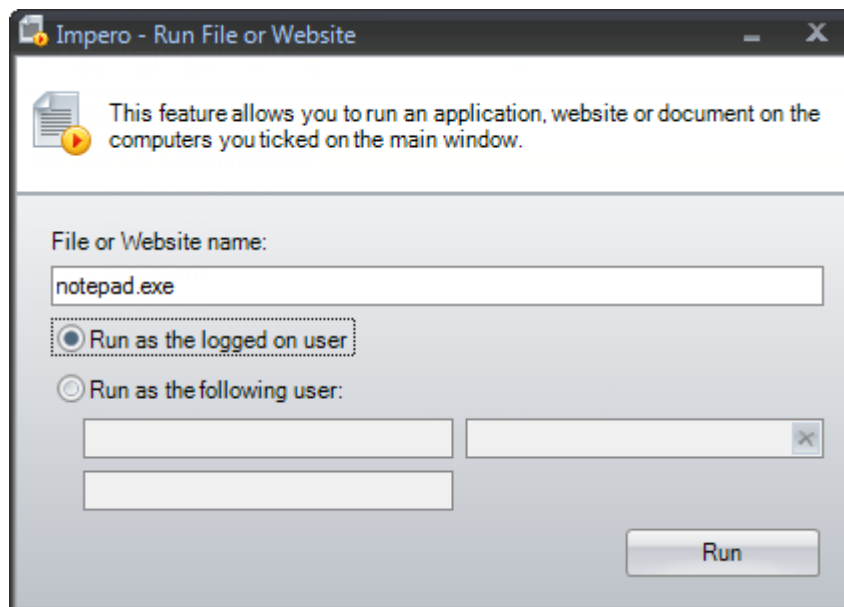 Impero - Run File or Website
This feature allows you to run an application, website or document on the
computers you ticked on the main window.
File or Website name:
notepad.exe
Run as the logged on user
Run as the following user:
Run